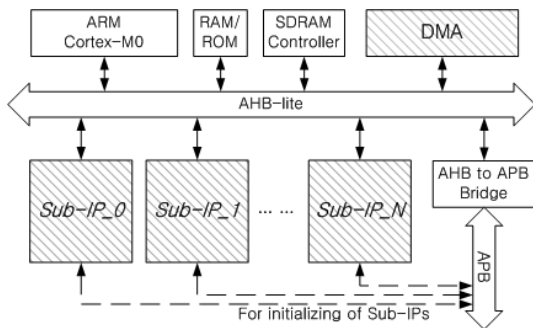 ARM
Cortex-M0
RAM/
ROM
SDRAM
Controller
DMA
AHB-lite
Sub-IP_0
Sub-IP_1
... ...
Sub-IP_N
AHB to APB
Bridge
APB
For initializing of Sub-IPs